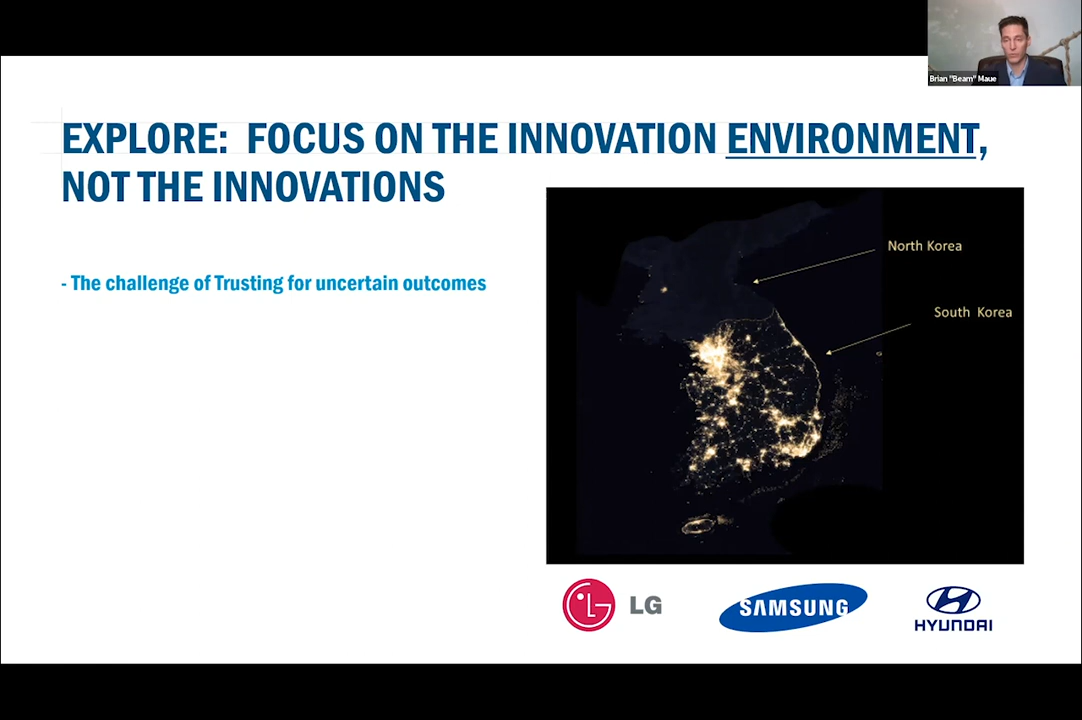 Brian "Beam" Maue
EXPLORE:  FOCUS ON THE INNOVATION ENVIRONMENT,
NOT THE INNOVATIONS
- The challenge of Trusting for uncertain outcomes
North Korea
South Korea
LG
SAMSUNG
HYUNDAI